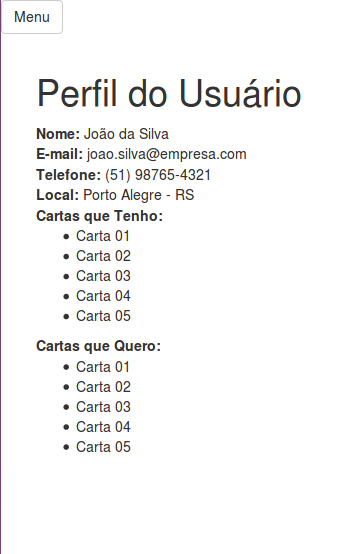 Menu
Perfil do Usuário
Nome: João da Silva
E-mail: joao.silva@empresa.com
Telefone: (51) 98765-4321
Local: Porto Alegre - RS
Cartas que Tenho:
• Carta 01
• Carta 02
• Carta 03
• Carta 04
• Carta 05
Cartas que Quero:
• Carta 01
• Carta 02
• Carta 03
• Carta 04
• Carta 05